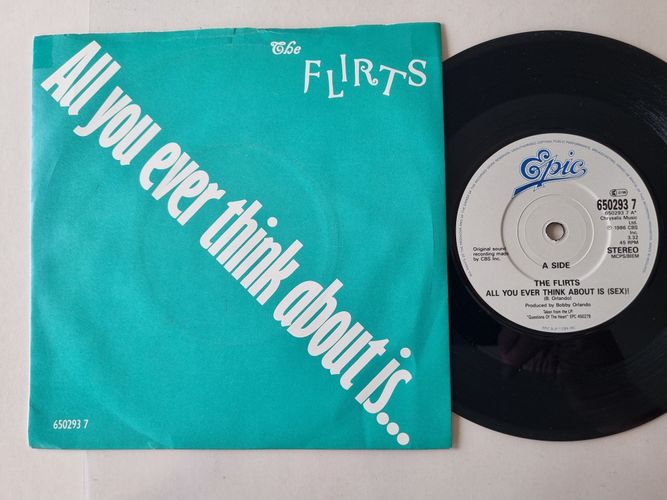 The
FLIRTS
All you ever think about is...
650293 7
Epic
650293 7
650293 7 A*
Chrysalis Music
Ltd.
℗ 1986 CBS
Inc.
3.32
45 RPM
STEREO
MCPS/BIEM
Original sound
recording made
by CBS Inc.
A SIDE
THE FLIRTS
ALL YOU EVER THINK ABOUT IS (SEX)!
(B. Orlando)
Produced by Bobby Orlando
Taken from the LP:
"Questions Of The Heart" EPC 450279